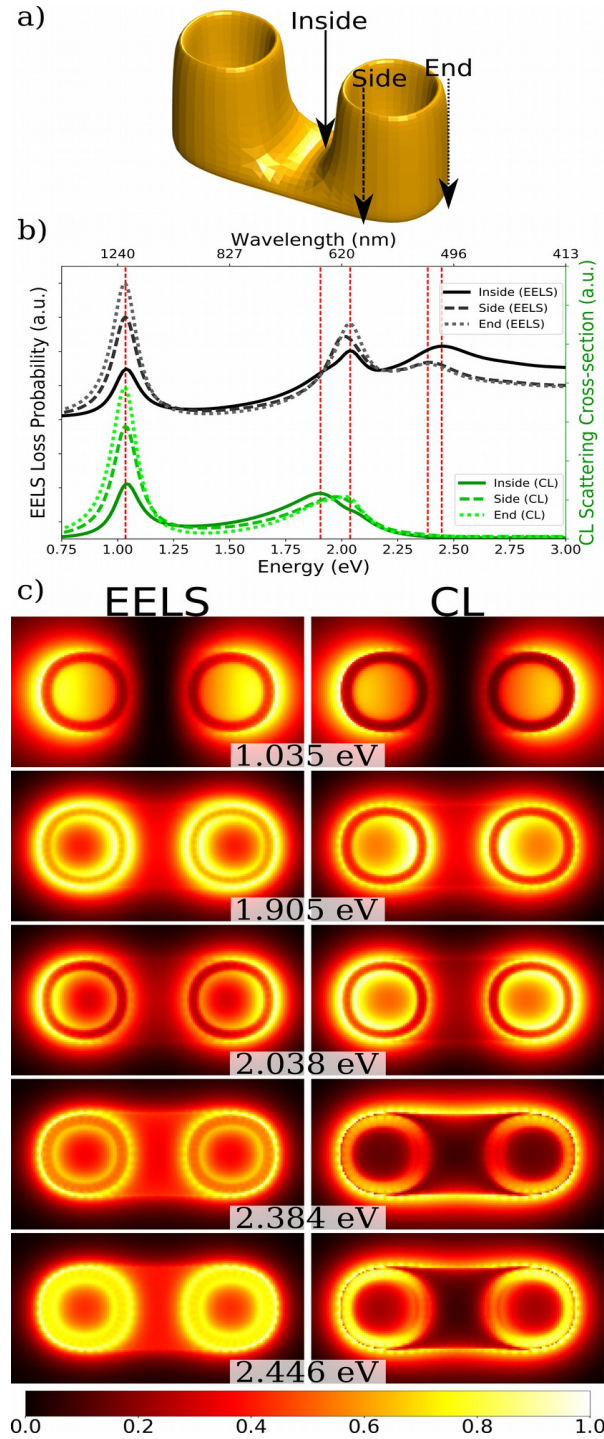 a)
Inside
Side
End
b)
Wavelength (nm)
1240 827 620 496 413
EELS Loss Probability (a.u.)
CL Scattering Cross-section (a.u.)
Inside (EELS)
Side (EELS)
End (EELS)
Inside (CL)
Side (CL)
End (CL)
0.75 1.00 1.25 1.50 1.75 2.00 2.25 2.50 2.75 3.00
Energy (eV)
c)
EELS CL
1.035 eV
1.905 eV
2.038 eV
2.384 eV
2.446 eV
0.0 0.2 0.4 0.6 0.8 1.0